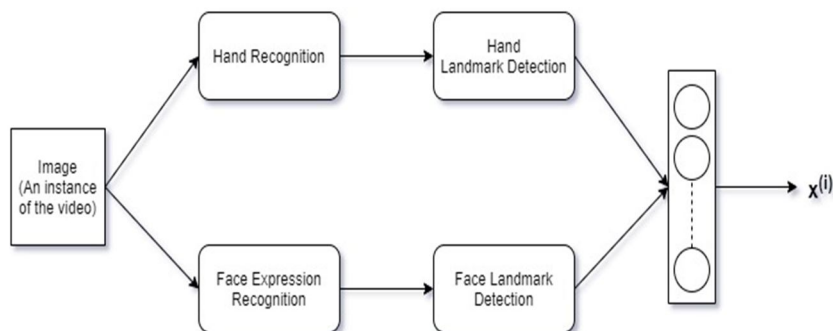 Image
(An instance
of the video)
Hand Recognition
Hand
Landmark Detection
Face Expression
Recognition
Face Landmark
Detection
x(i)